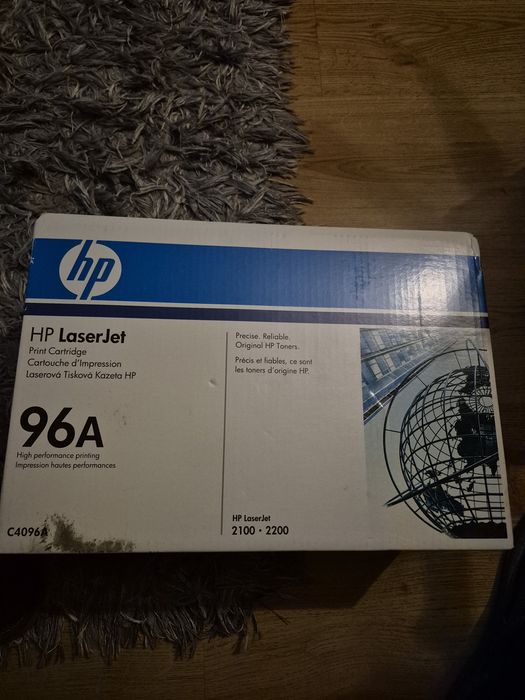 hp
HP LaserJet
Print Cartridge
Cartouche d'Impression
Laserová Tisková Kazeta HP
96A
High performance printing
Impression hautes performances
C4096A
Precise. Reliable.
Original HP Toners.
Précis et fiables, ce sont
les toners d'origine HP.
HP LaserJet
2100 · 2200